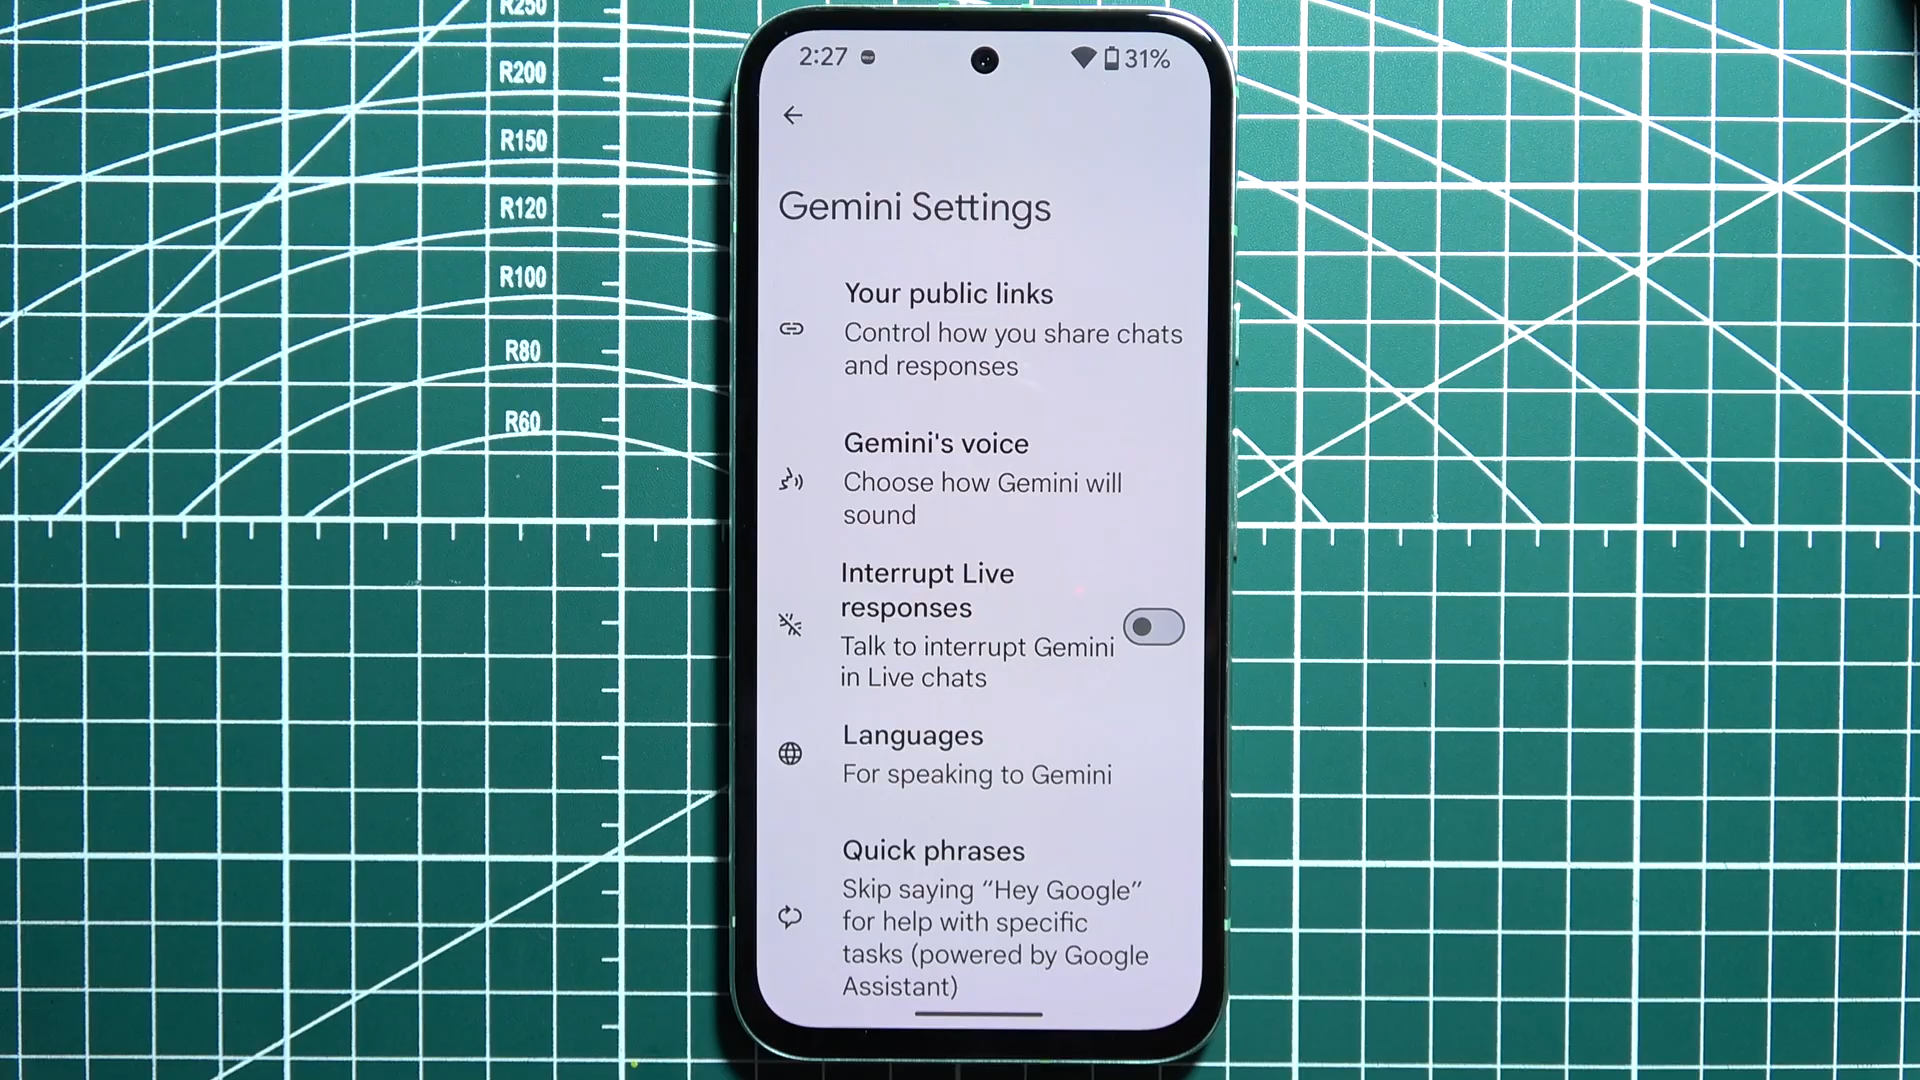 R250
R200
R150
R120
R100
R80
R60
2:27
31%
Gemini Settings
Your public links
Control how you share chats
and responses
Gemini's voice
Choose how Gemini will
sound
Interrupt Live
responses
Talk to interrupt Gemini
in Live chats
Languages
For speaking to Gemini
Quick phrases
Skip saying “Hey Google”
for help with specific
tasks (powered by Google
Assistant)